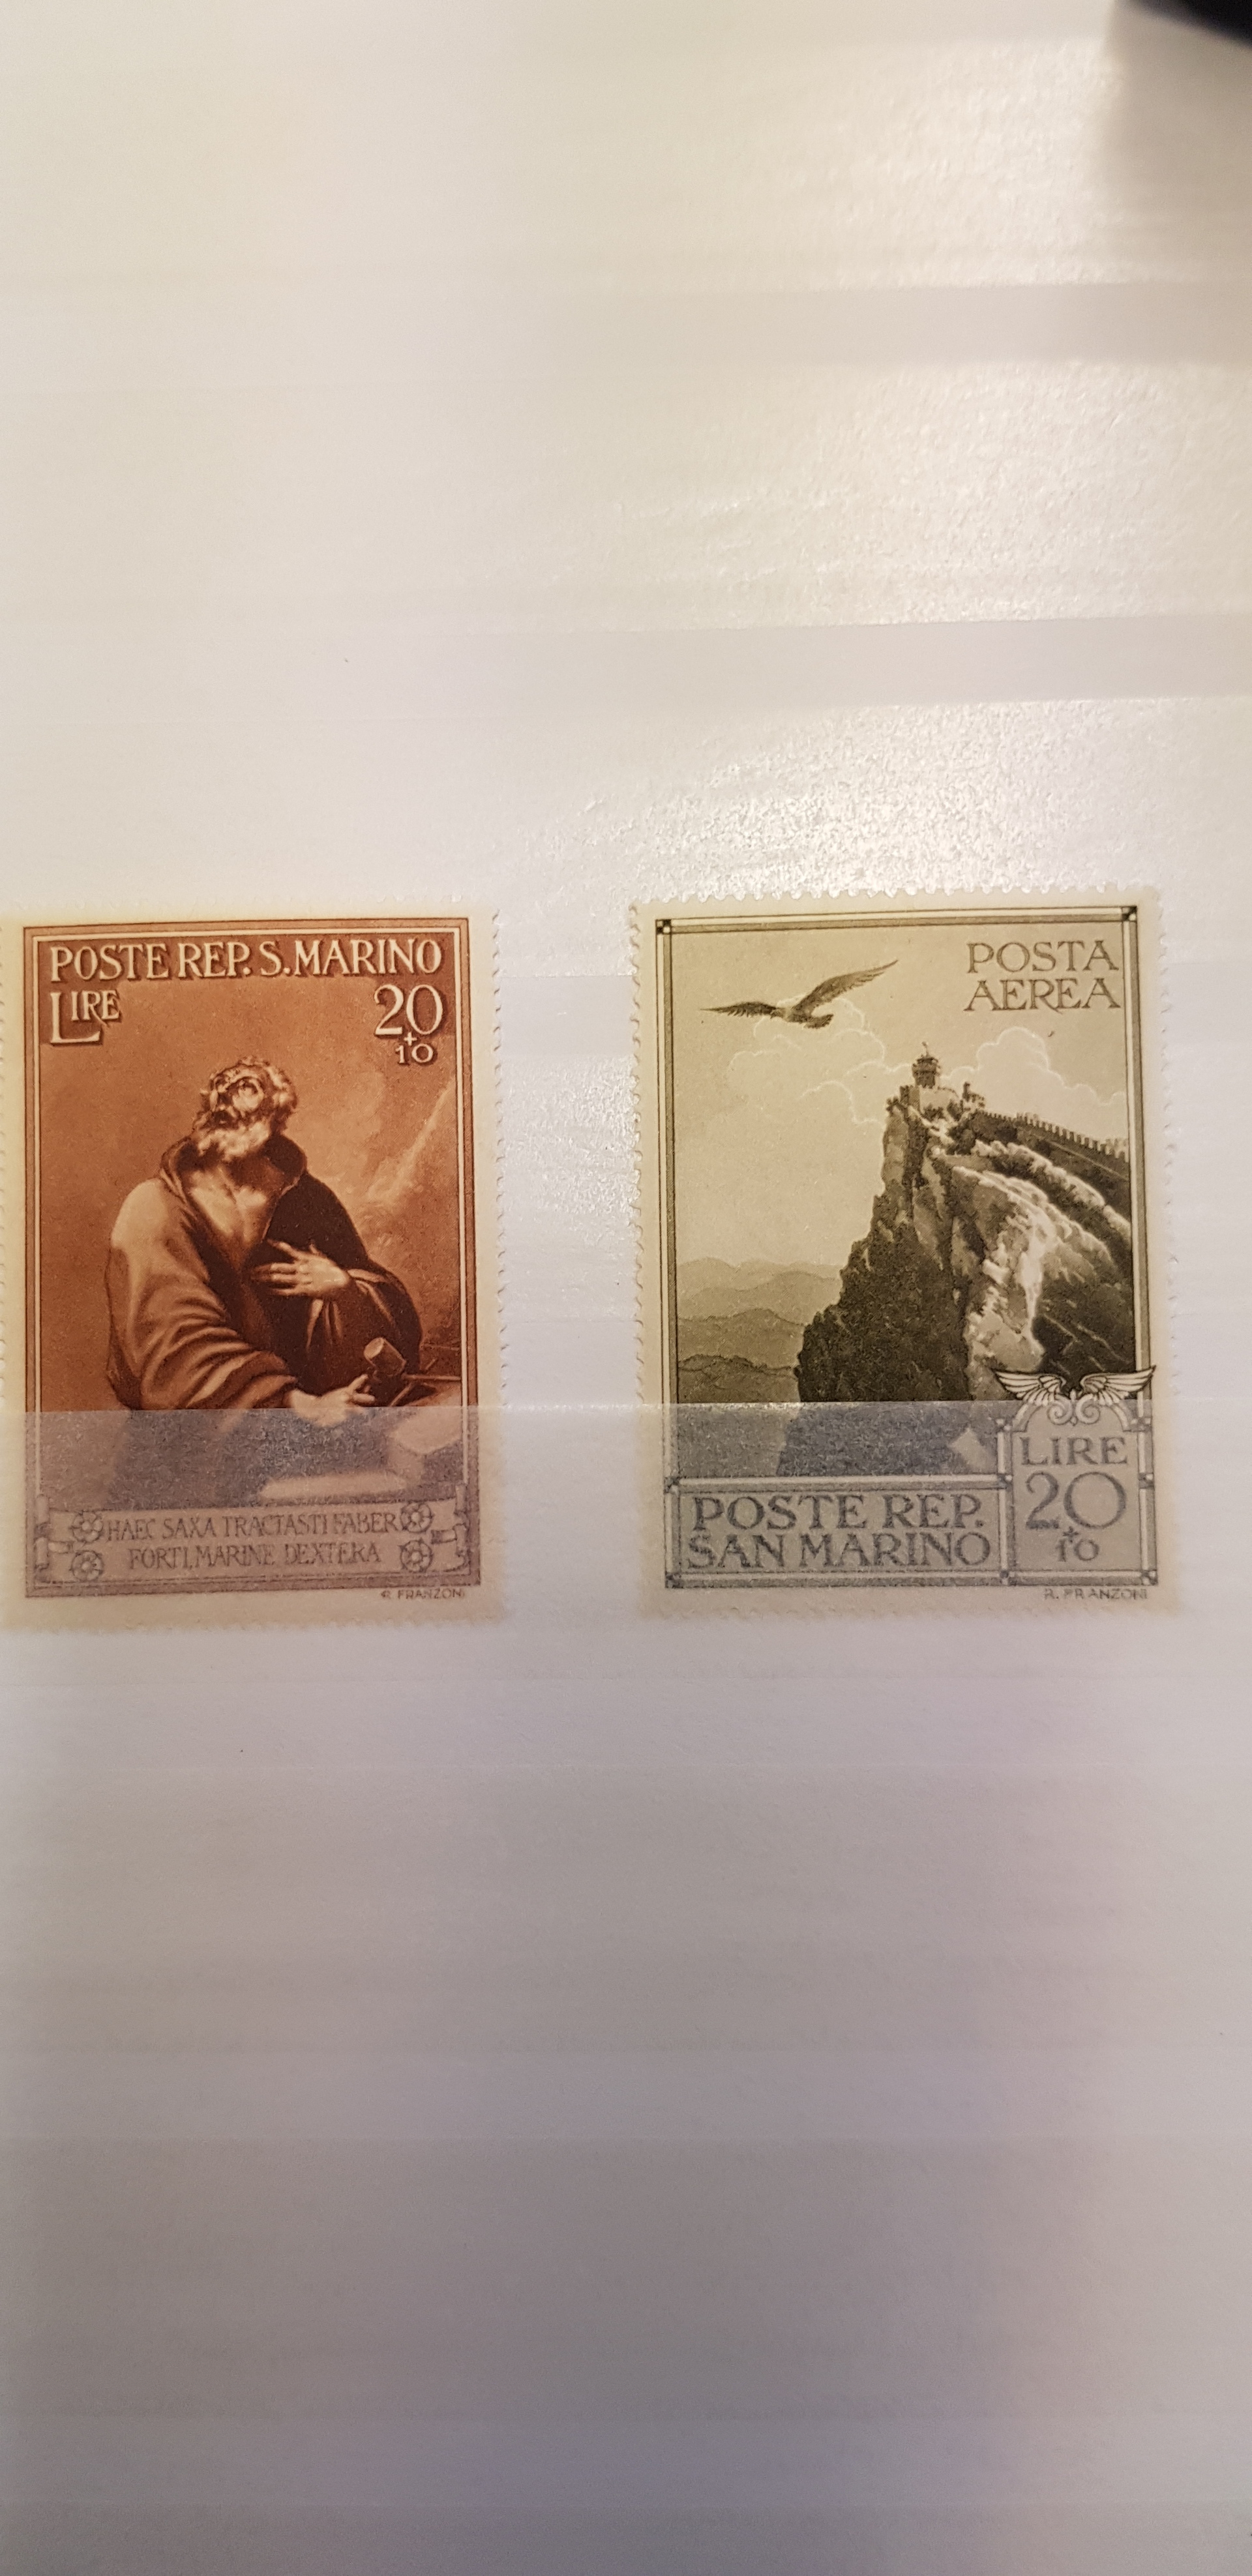 POSTE REP. S. MARINO
LIRE 20
+
10
HAEC SAXA TRACTASTI FABER
FORTI, MARINE DEXTERA
R. FRANZONI
POSTA
AEREA
LIRE
20
+
10
POSTE REP.
SAN MARINO
R. FRANZONI